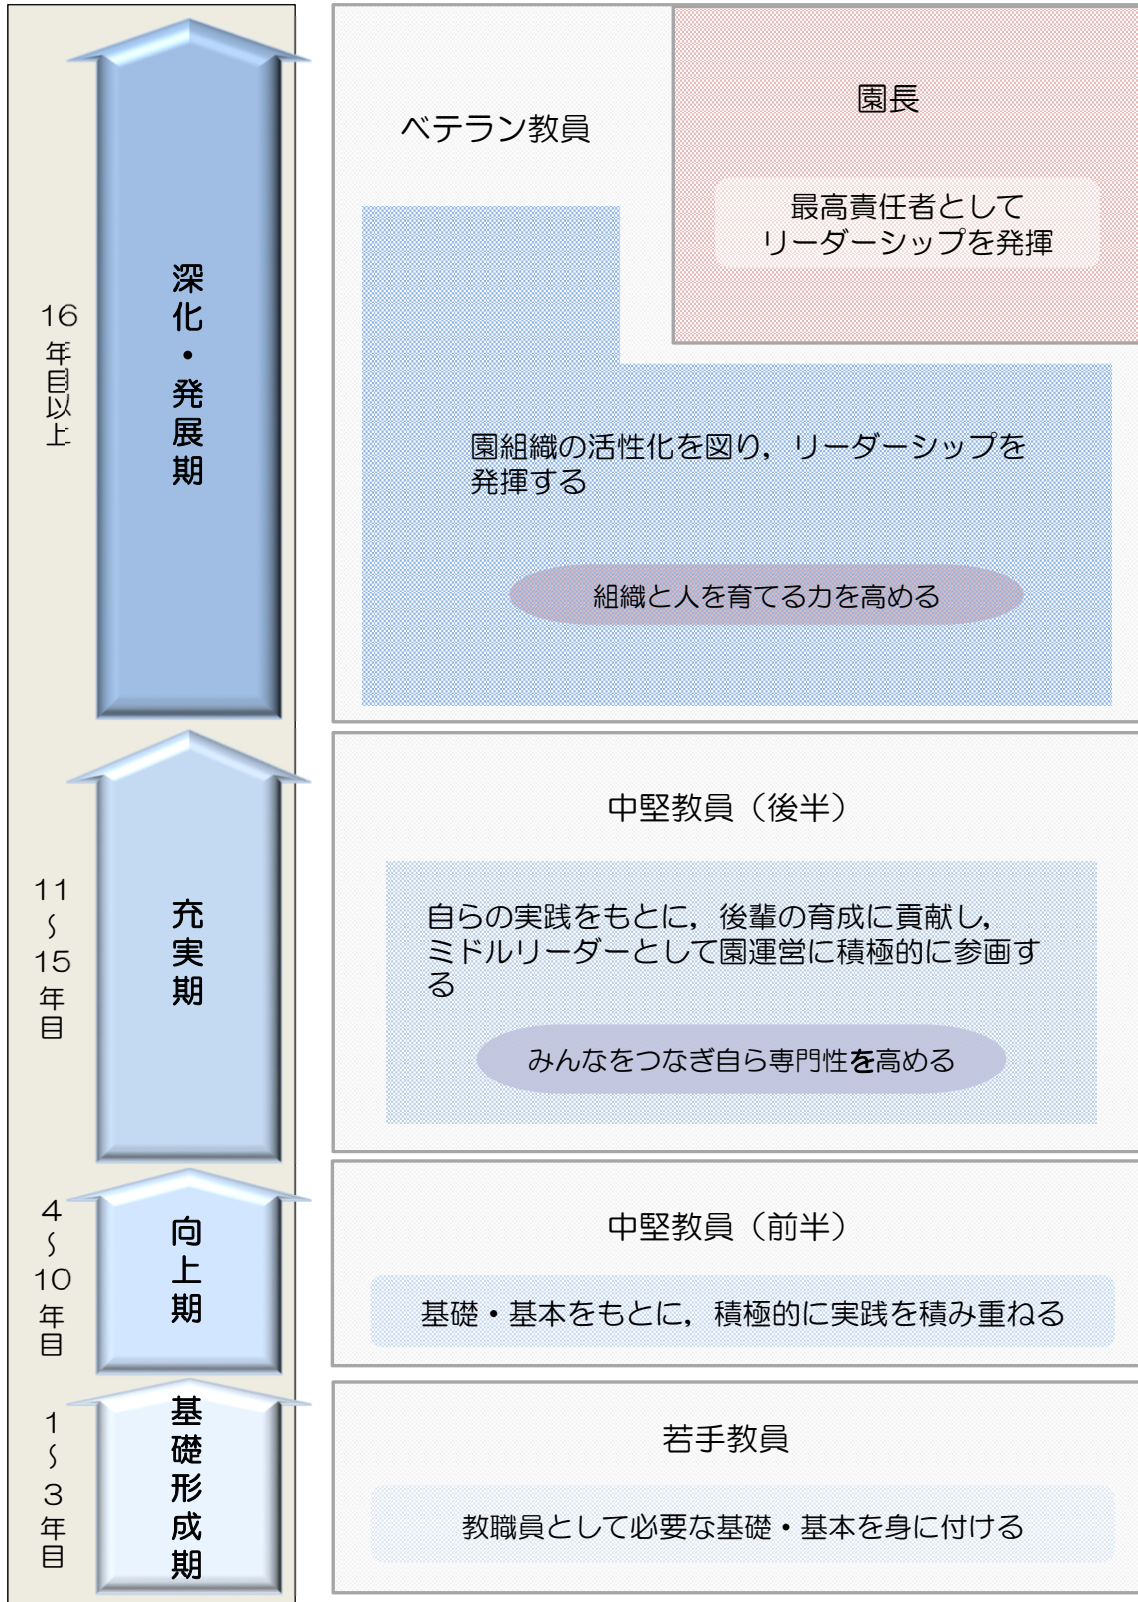 16年目以上
深化・発展期
ベテラン教員
園長
最高責任者として
リーダーシップを発揮
園組織の活性化を図り，リーダーシップを
発揮する
組織と人を育てる力を高める
11～15年目
充実期
中堅教員（後半）
自らの実践をもとに，後輩の育成に貢献し，
ミドルリーダーとして園運営に積極的に参画す
る
みんなをつなぎ自ら専門性を高める
4～10年目
向上期
中堅教員（前半）
基礎・基本をもとに，積極的に実践を積み重ねる
1～3年目
基礎形成期
若手教員
教職員として必要な基礎・基本を身に付ける